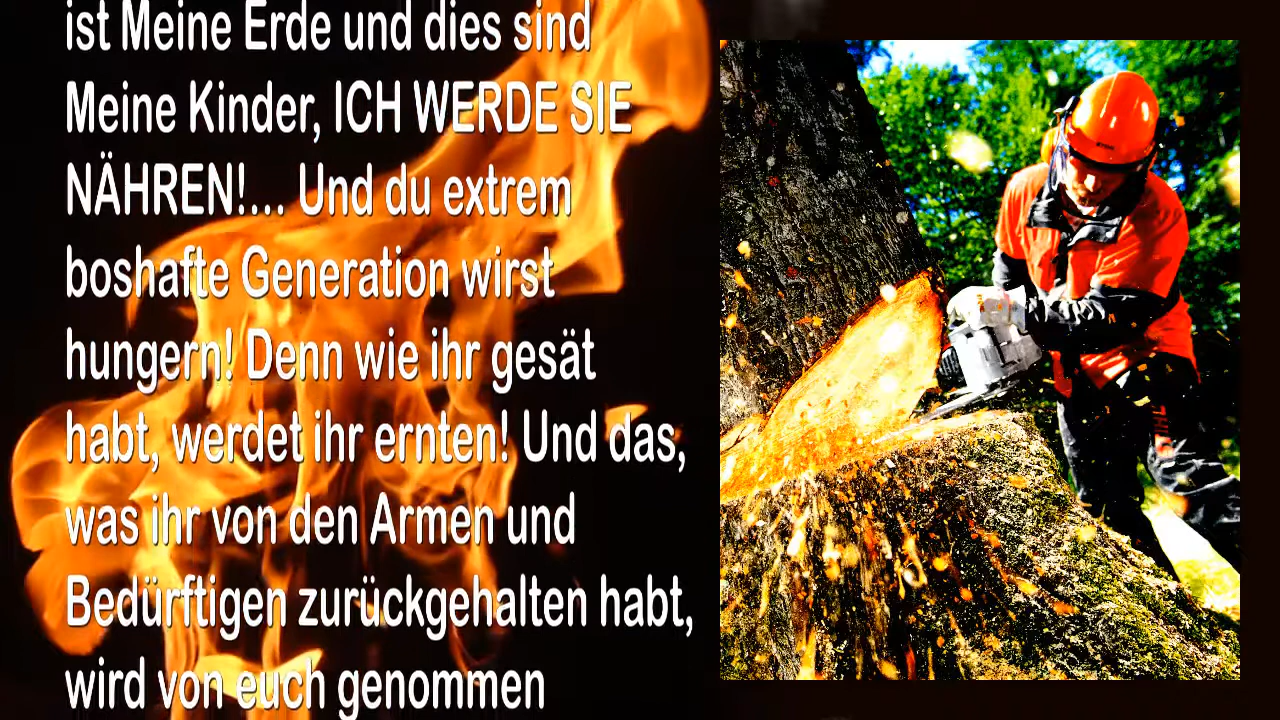 ist Meine Erde und dies sind
Meine Kinder, ICH WERDE SIE
NÄHREN!... Und du extrem
boshafte Generation wirst
hungern! Denn wie ihr gesät
habt, werdet ihr ernten! Und das,
was ihr von den Armen und
Bedürftigen zurückgehalten habt,
wird von euch genommen